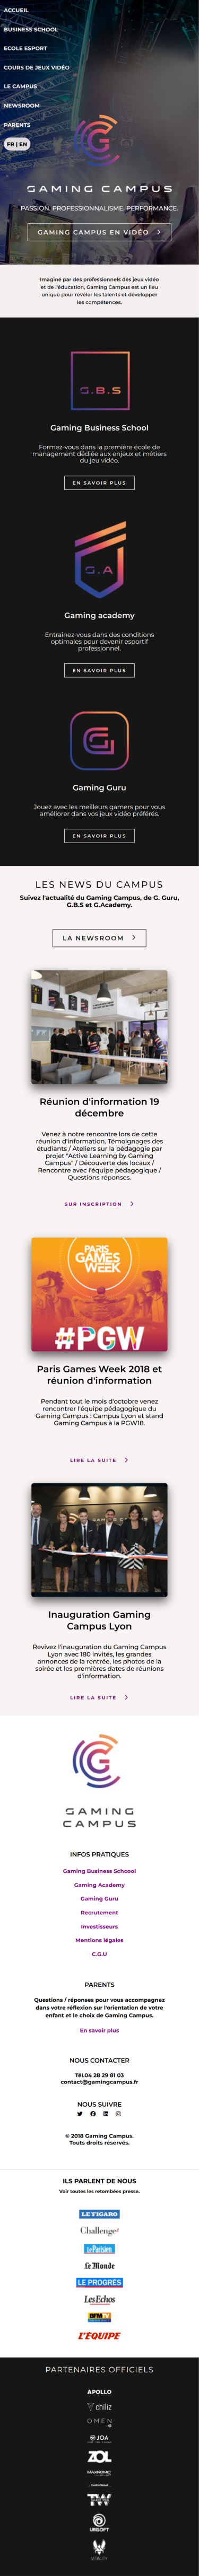 ACCUEIL
BUSINESS SCHOOL
ECOLE ESPORT
COURS DE JEUX VIDÉO
LE CAMPUS
NEWSROOM
PARENTS
FR | EN
GAMING CAMPUS
PASSION. PROFESSIONNALISME. PERFORMANCE.
GAMING CAMPUS EN VIDÉO >
Imaginé par des professionnels des jeux vidéo
et de l'éducation, Gaming Campus est un lieu
unique pour révéler les talents et développer
les compétences.
G.B.S
Gaming Business School
Formez-vous dans la première école de
management dédiée aux enjeux et métiers
du jeu vidéo.
EN SAVOIR PLUS
G.A
Gaming academy
Entraînez-vous dans des conditions
optimales pour devenir esportif
professionnel.
EN SAVOIR PLUS
Gaming Guru
Jouez avec les meilleurs gamers pour vous
améliorer dans vos jeux vidéo préférés.
EN SAVOIR PLUS
LES NEWS DU CAMPUS
Suivez l'actualité du Gaming Campus, de G. Guru,
G.B.S et G.Academy.
LA NEWSROOM >
Réunion d'information 19
décembre
Venez à notre rencontre lors de cette
réunion d'information. Témoignages des
étudiants / Ateliers sur la pédagogie par
projet "Active Learning by Gaming
Campus" / Découverte des locaux /
Rencontre avec l'équipe pédagogique /
Questions réponses.
SUR INSCRIPTION >
PARIS
GAMES
WEEK
#PGW
Paris Games Week 2018 et
réunion d'information
Pendant tout le mois d'octobre venez
rencontrer l'équipe pédagogique du
Gaming Campus : Campus Lyon et stand
Gaming Campus à la PGW18.
LIRE LA SUITE >
Inauguration Gaming
Campus Lyon
Revivez l'inauguration du Gaming Campus
Lyon avec 180 invités, les grandes
annonces de la rentrée, les photos de la
soirée et les premières dates de réunions
d'information.
LIRE LA SUITE >
GAMING
CAMPUS
INFOS PRATIQUES
Gaming Business Schcool
Gaming Academy
Gaming Guru
Recrutement
Investisseurs
Mentions légales
C.G.U
PARENTS
Questions / réponses pour vous accompagnez
dans votre réflexion sur l'orientation de votre
enfant et le choix de Gaming Campus.
En savoir plus
NOUS CONTACTER
Tél.04 28 29 81 03
contact@gamingcampus.fr
NOUS SUIVRE
© 2018 Gaming Campus.
Touts droits réservés.
ILS PARLENT DE NOUS
Voir toutes les retombées presse.
LE FIGARO
Challenge's
Le Parisien
Le Monde
LE PROGRÈS
Les Echos
BFM TV
L'EQUIPE
PARTENAIRES OFFICIELS
APOLLO
chiliz
OMEN
JOA
ZQL
MAXNOMIC
TW
UBISOFT